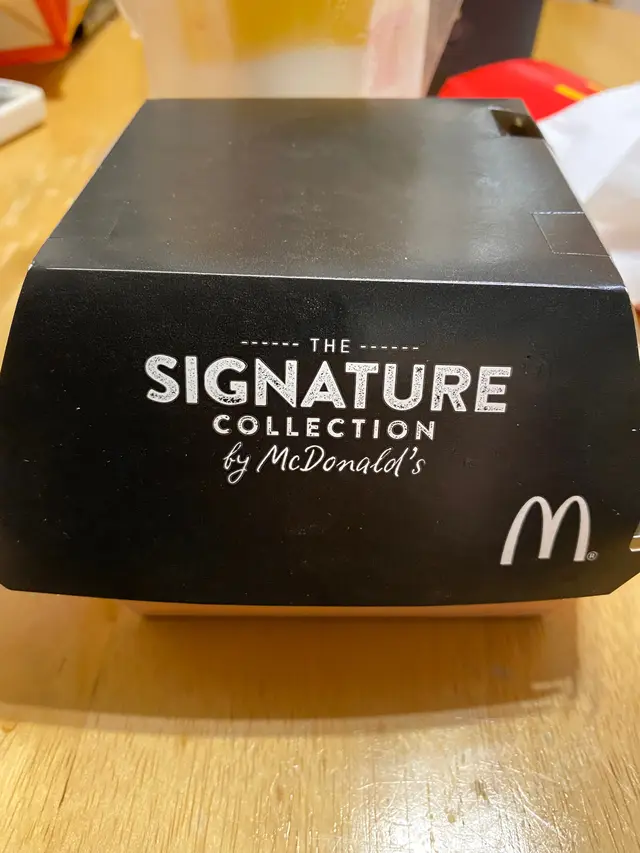 ------ THE ------
SIGNATURE
COLLECTION
by McDonald's
M®